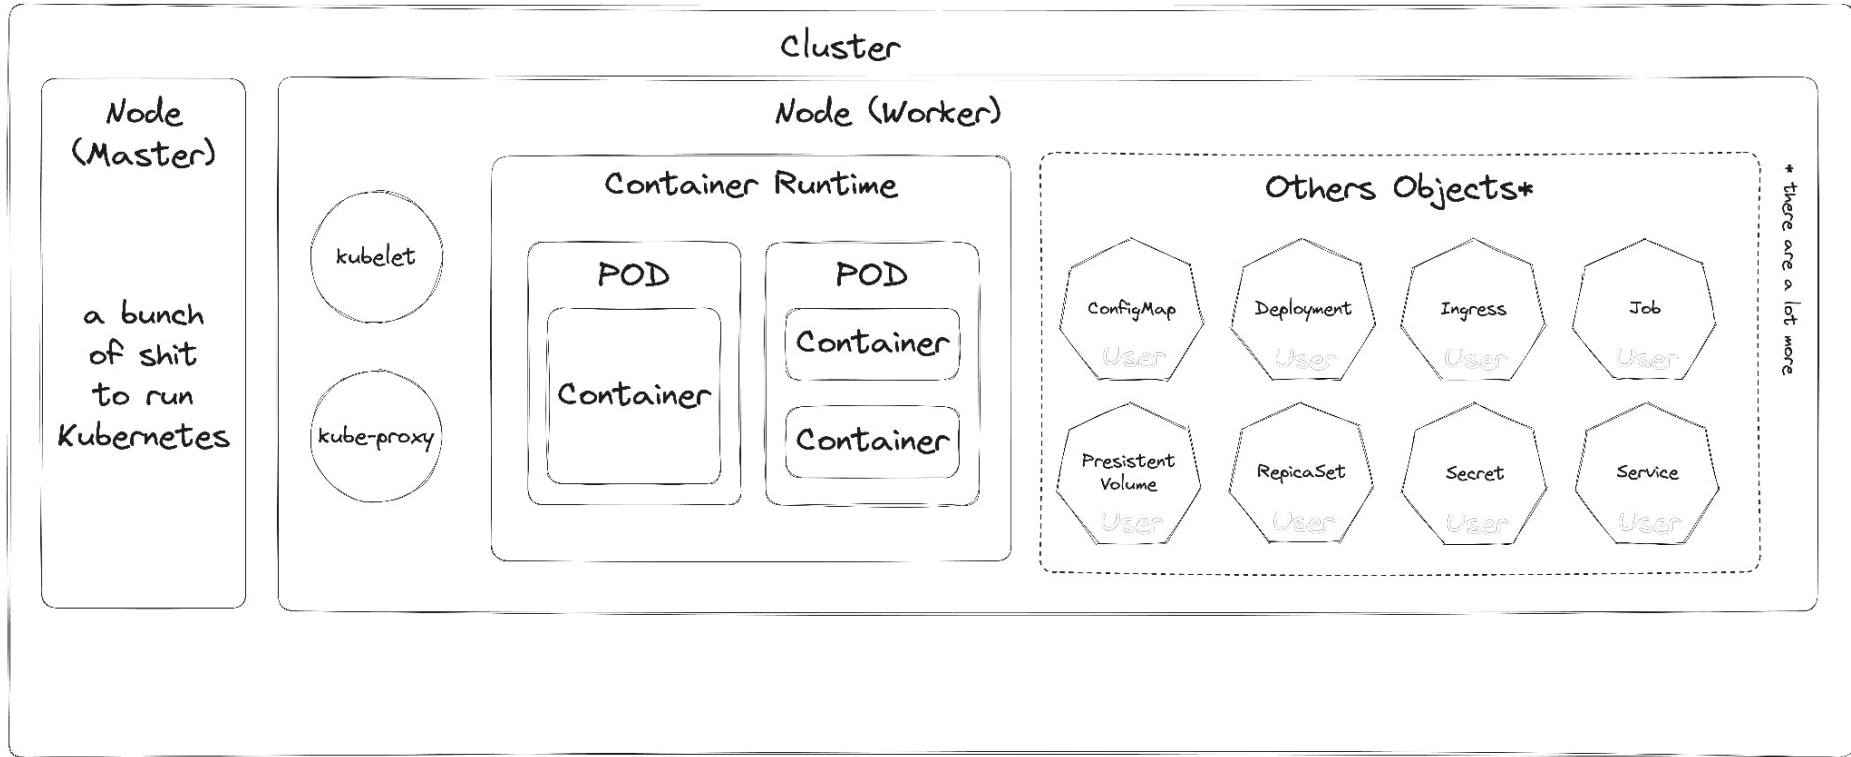 Cluster
Node
(Master)
a bunch
of shit
to run
Kubernetes
Node (Worker)
kubelet
kube-proxy
Container Runtime
POD
Container
POD
Container
Container
Others Objects*
ConfigMap
User
Deployment
User
Ingress
User
Job
User
Presistent
Volume
User
RepicaSet
User
Secret
User
Service
User
* there are a lot more